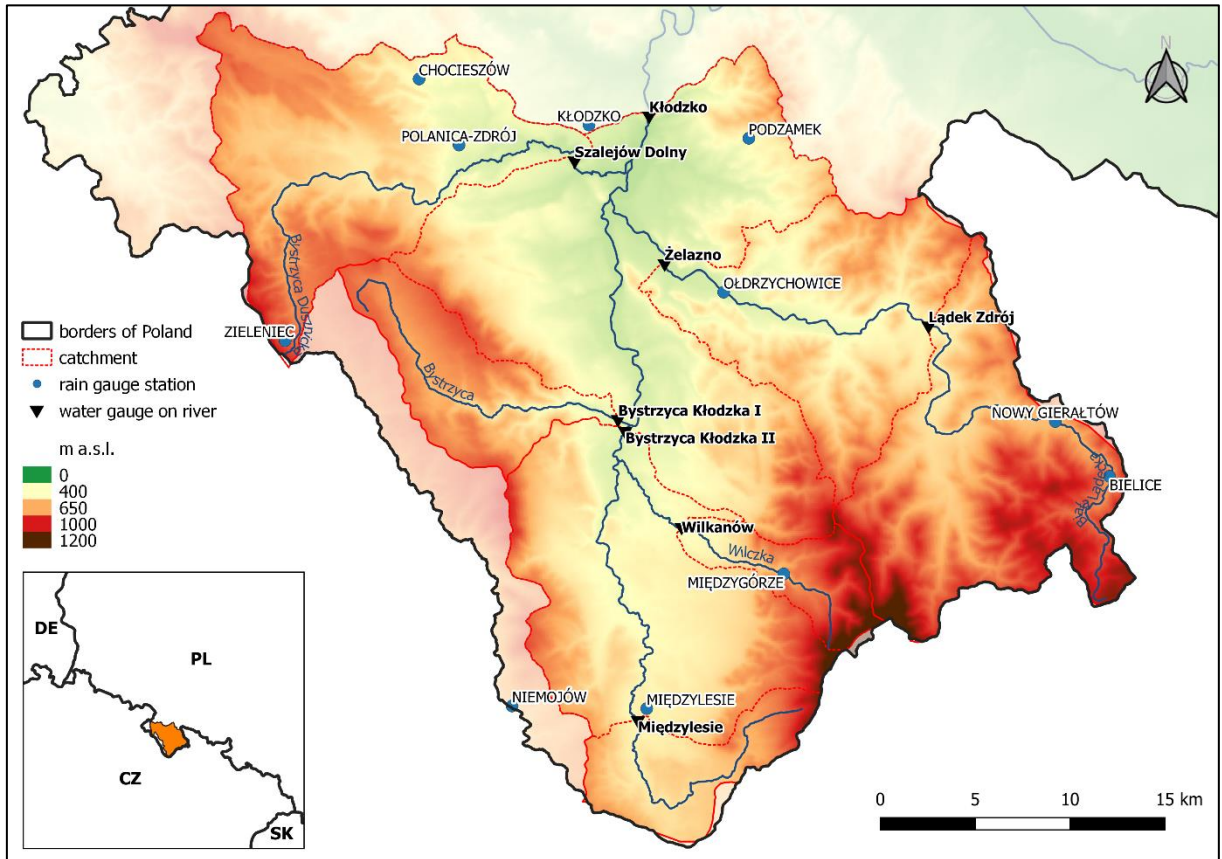 N
CHOCIESZÓW
KŁODZKO
Kłodzko
PODZAMEK
POLANICA-ZDRÓJ
Szalejów Dolny
Żelazno
OŁDRZYCHOWICE
Lądek Zdrój
Bystrzyca Dusznicka
ZIELENIEC
Bystrzyca
Bystrzyca Kłodzka I
Bystrzyca Kłodzka II
NOWY GIERAŁTÓW
BIELICE
Biała Lądecka
Wilkanów
Wilczka
MIĘDZYGÓRZE
NIEMOJÓW
MIĘDZYLESIE
Międzylesie
borders of Poland
catchment
rain gauge station
water gauge on river
m a.s.l.
0
400
650
1000
1200
DE
PL
CZ
SK
0 5 10 15 km